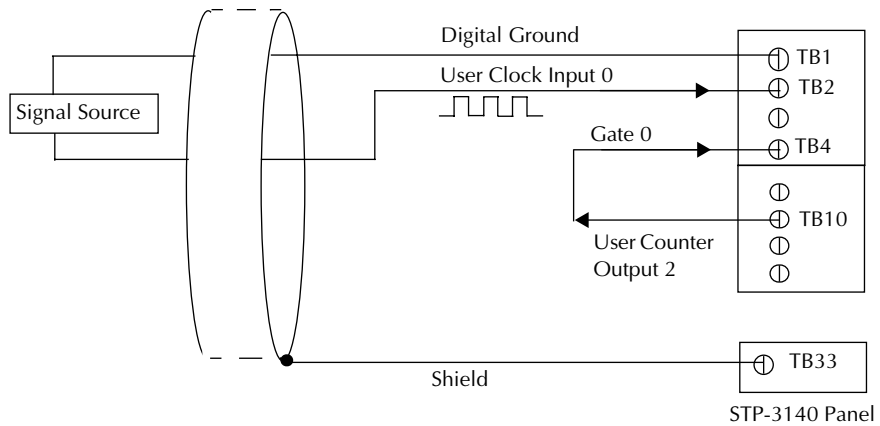 Digital Ground
TB1
User Clock Input 0
TB2
Signal Source
Gate 0
TB4
TB10
User Counter
Output 2
TB33
Shield
STP-3140 Panel